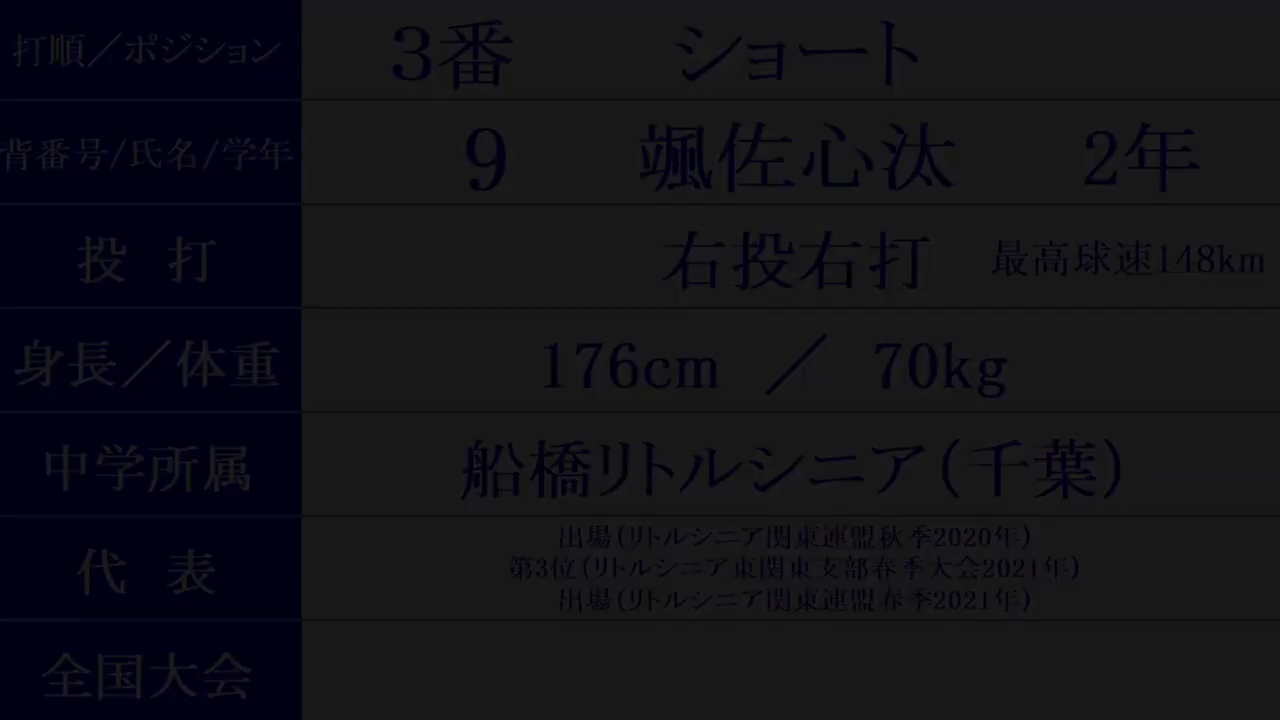 打順／ポジション 3番 ショート
背番号/氏名/学年 9 颯佐心汰 2年
投 打 右投右打 最高球速148km
身長／体重 176cm ／ 70kg
中学所属 船橋リトルシニア(千葉)
代 表 出場(リトルシニア関東連盟秋季2020年)
第3位(リトルシニア東関東支部春季大会2021年)
出場(リトルシニア関東連盟春季2021年)
全国大会